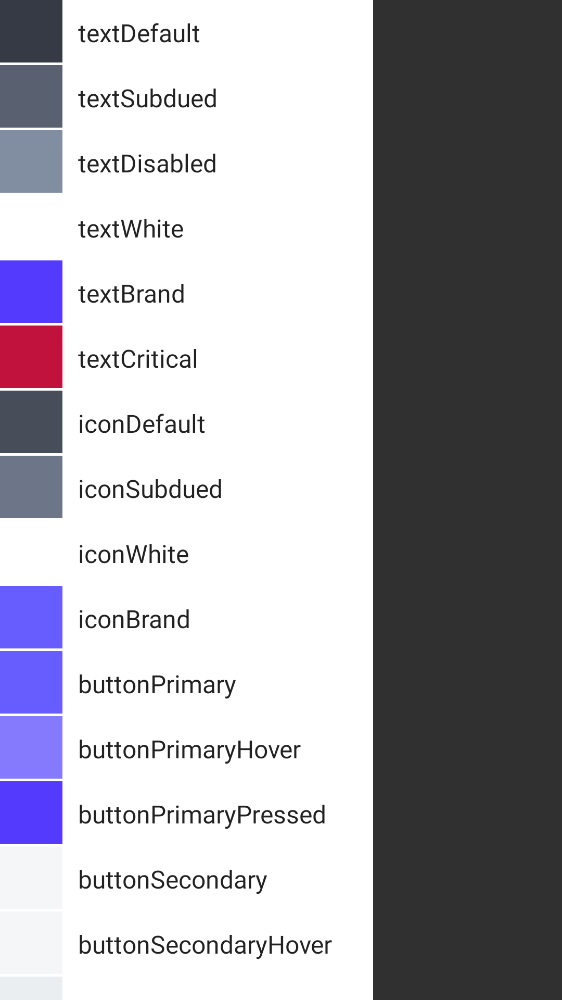 textDefault
textSubdued
textDisabled
textWhite
textBrand
textCritical
iconDefault
iconSubdued
iconWhite
iconBrand
buttonPrimary
buttonPrimaryHover
buttonPrimaryPressed
buttonSecondary
buttonSecondaryHover